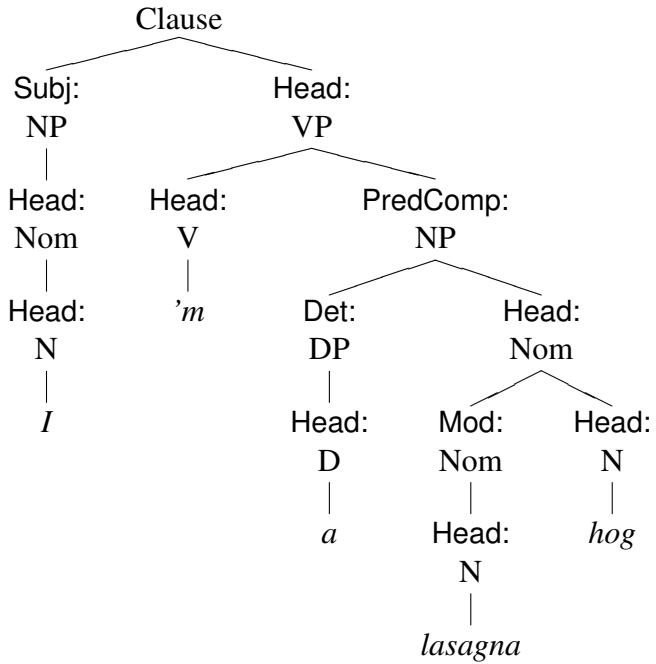 Clause
Subj: Head:
NP VP
Head: Head: PredComp:
Nom V NP
Head: 'm Det: Head:
N DP Nom
I Head: Mod: Head:
D Nom N
a Head: hog
N
lasagna